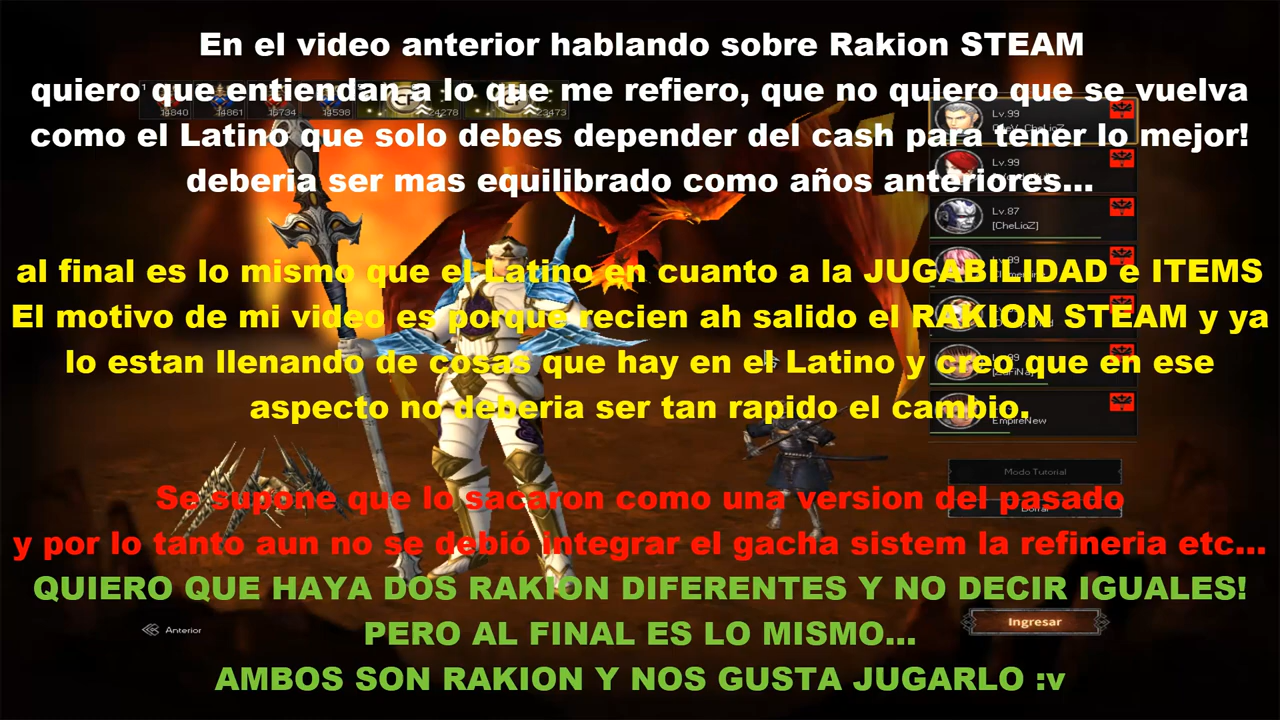 En el video anterior hablando sobre Rakion STEAM
quiero que entiendan a lo que me refiero, que no quiero que se vuelva
como el Latino que solo debes depender del cash para tener lo mejor!
deberia ser mas equilibrado como años anteriores...
al final es lo mismo que el Latino en cuanto a la JUGABILIDAD e ITEMS
El motivo de mi video es porque recien ah salido el RAKION STEAM y ya
lo estan llenando de cosas que hay en el Latino y creo que en ese
aspecto no deberia ser tan rapido el cambio.
Se supone que lo sacaron como una version del pasado
y por lo tanto aun no se debió integrar el gacha sistem la refineria etc...
QUIERO QUE HAYA DOS RAKION DIFERENTES Y NO DECIR IGUALES!
PERO AL FINAL ES LO MISMO...
AMBOS SON RAKION Y NOS GUSTA JUGARLO :v
14840
14861
14598
24278
23473
Lv.99
Lv.99
Lv.87
[CheLiaZ]
EmpireNew
Modo Tutorial
Borrar
Anterior
Ingresar